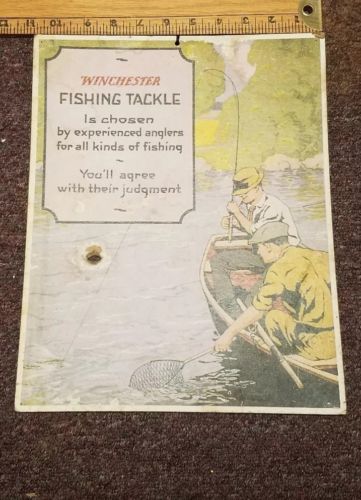 WINCHESTER
FISHING TACKLE
Is chosen
by experienced anglers
for all kinds of fishing
You'll agree
with their judgment